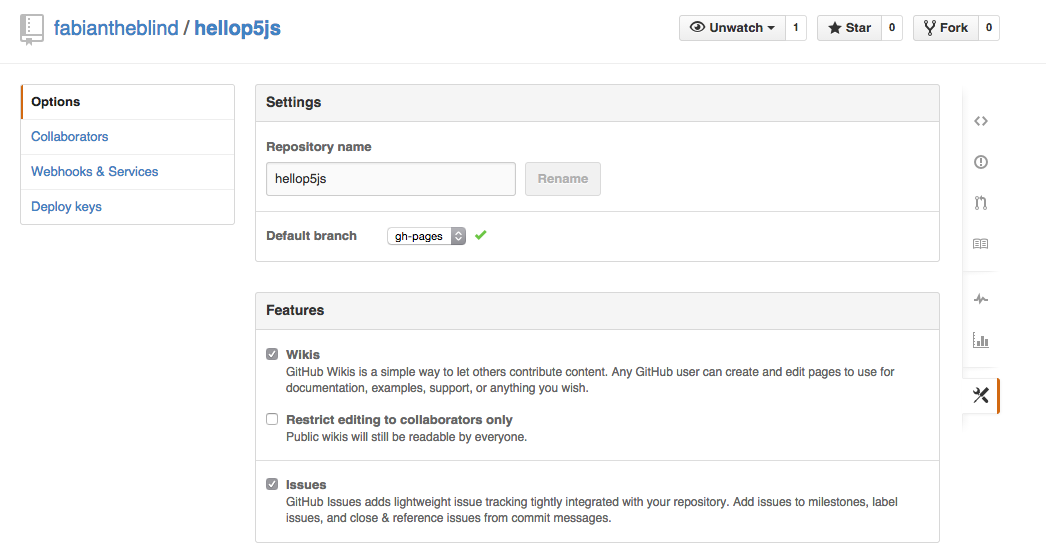 fabiantheblind / hellop5js
Unwatch 1 Star 0 Fork 0
Options
Collaborators
Webhooks & Services
Deploy keys
Settings
Repository name
hellop5js Rename
Default branch gh-pages
Features
Wikis
GitHub Wikis is a simple way to let others contribute content. Any GitHub user can create and edit pages to use for
documentation, examples, support, or anything you wish.
Restrict editing to collaborators only
Public wikis will still be readable by everyone.
Issues
GitHub Issues adds lightweight issue tracking tightly integrated with your repository. Add issues to milestones, label
issues, and close & reference issues from commit messages.